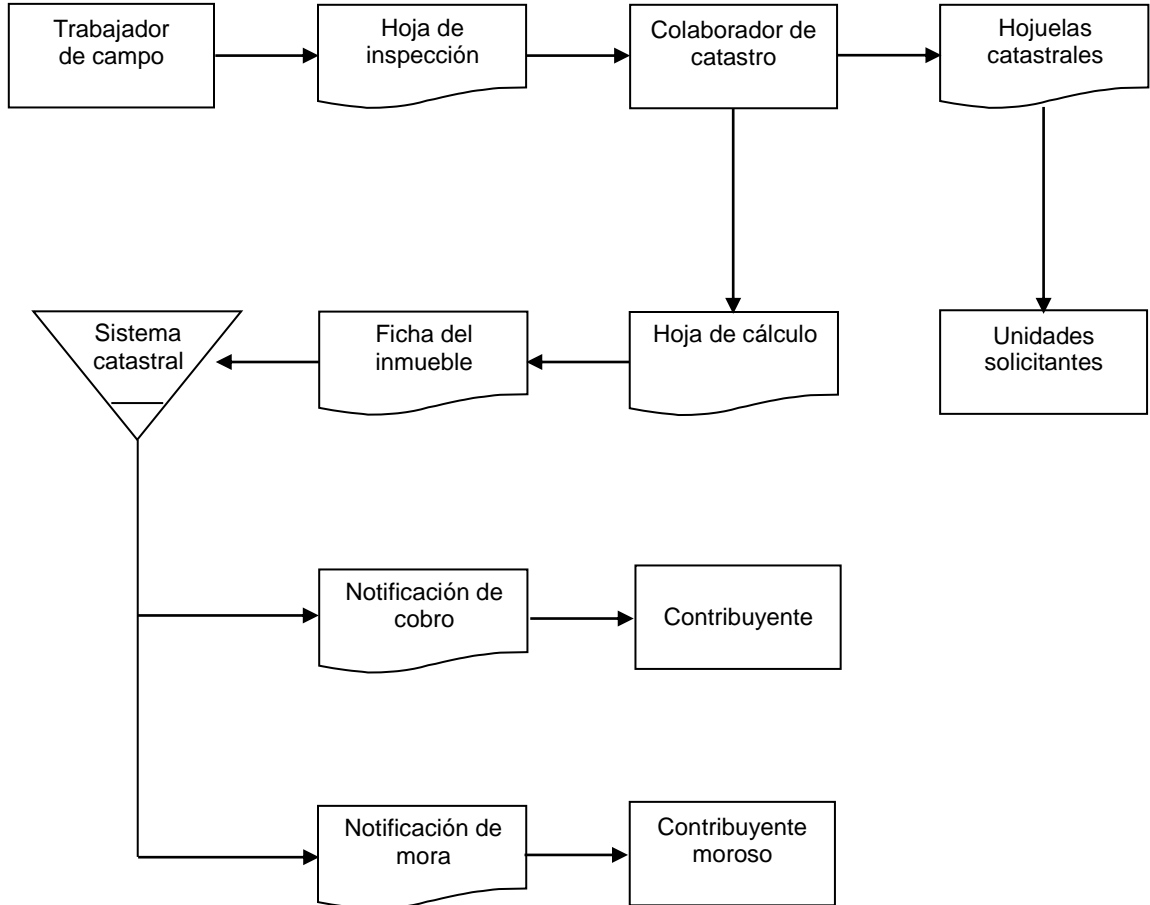 Trabajador
de campo
Hoja de
inspección
Colaborador de
catastro
Hojuelas
catastrales
Sistema
catastral
Ficha del
inmueble
Hoja de cálculo
Unidades
solicitantes
Notificación de
cobro
Contribuyente
Notificación de
mora
Contribuyente
moroso